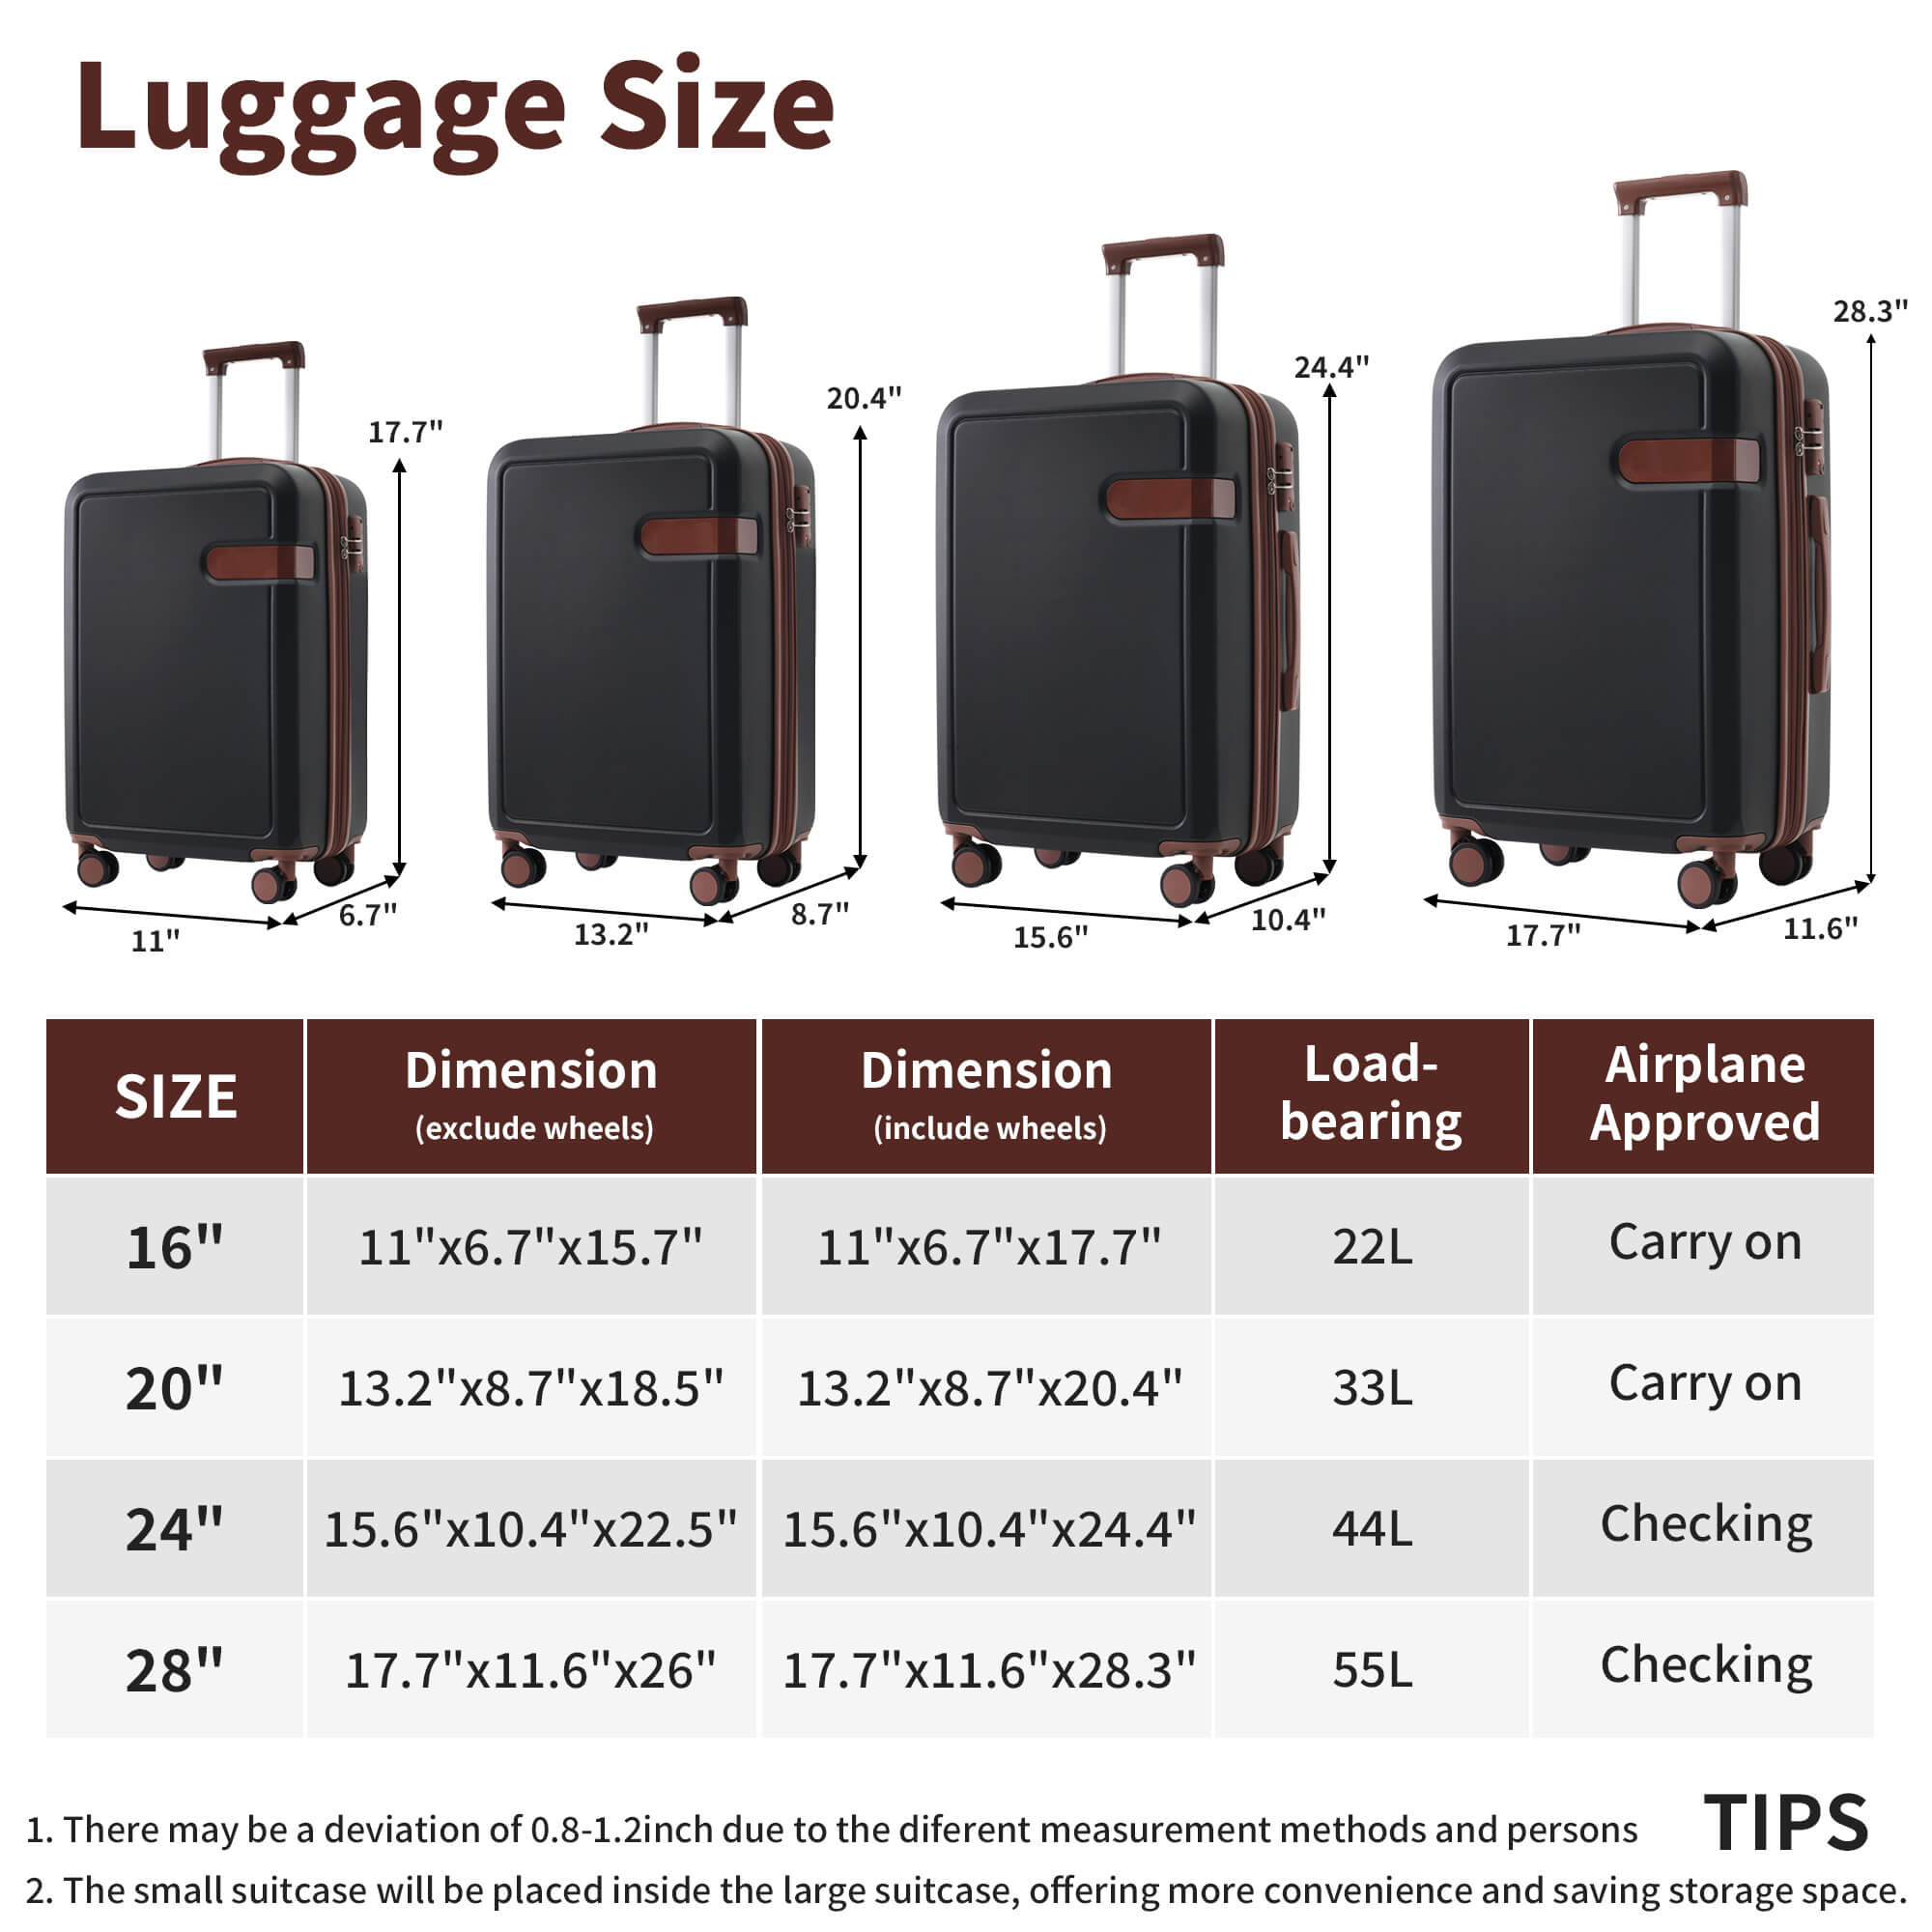 Luggage Size
17.7"
11"
6.7"
20.4"
13.2"
8.7"
24.4"
15.6"
10.4"
28.3"
17.7"
11.6"
SIZE
Dimension
(exclude wheels)
Dimension
(include wheels)
Load-
bearing
Airplane
Approved
16"
11"x6.7"x15.7"
11"x6.7"x17.7"
22L
Carry on
20"
13.2"x8.7"x18.5"
13.2"x8.7"x20.4"
33L
Carry on
24"
15.6"x10.4"x22.5"
15.6"x10.4"x24.4"
44L
Checking
28"
17.7"x11.6"x26"
17.7"x11.6"x28.3"
55L
Checking
TIPS
1. There may be a deviation of 0.8-1.2inch due to the diferent measurement methods and persons
2. The small suitcase will be placed inside the large suitcase, offering more convenience and saving storage space.